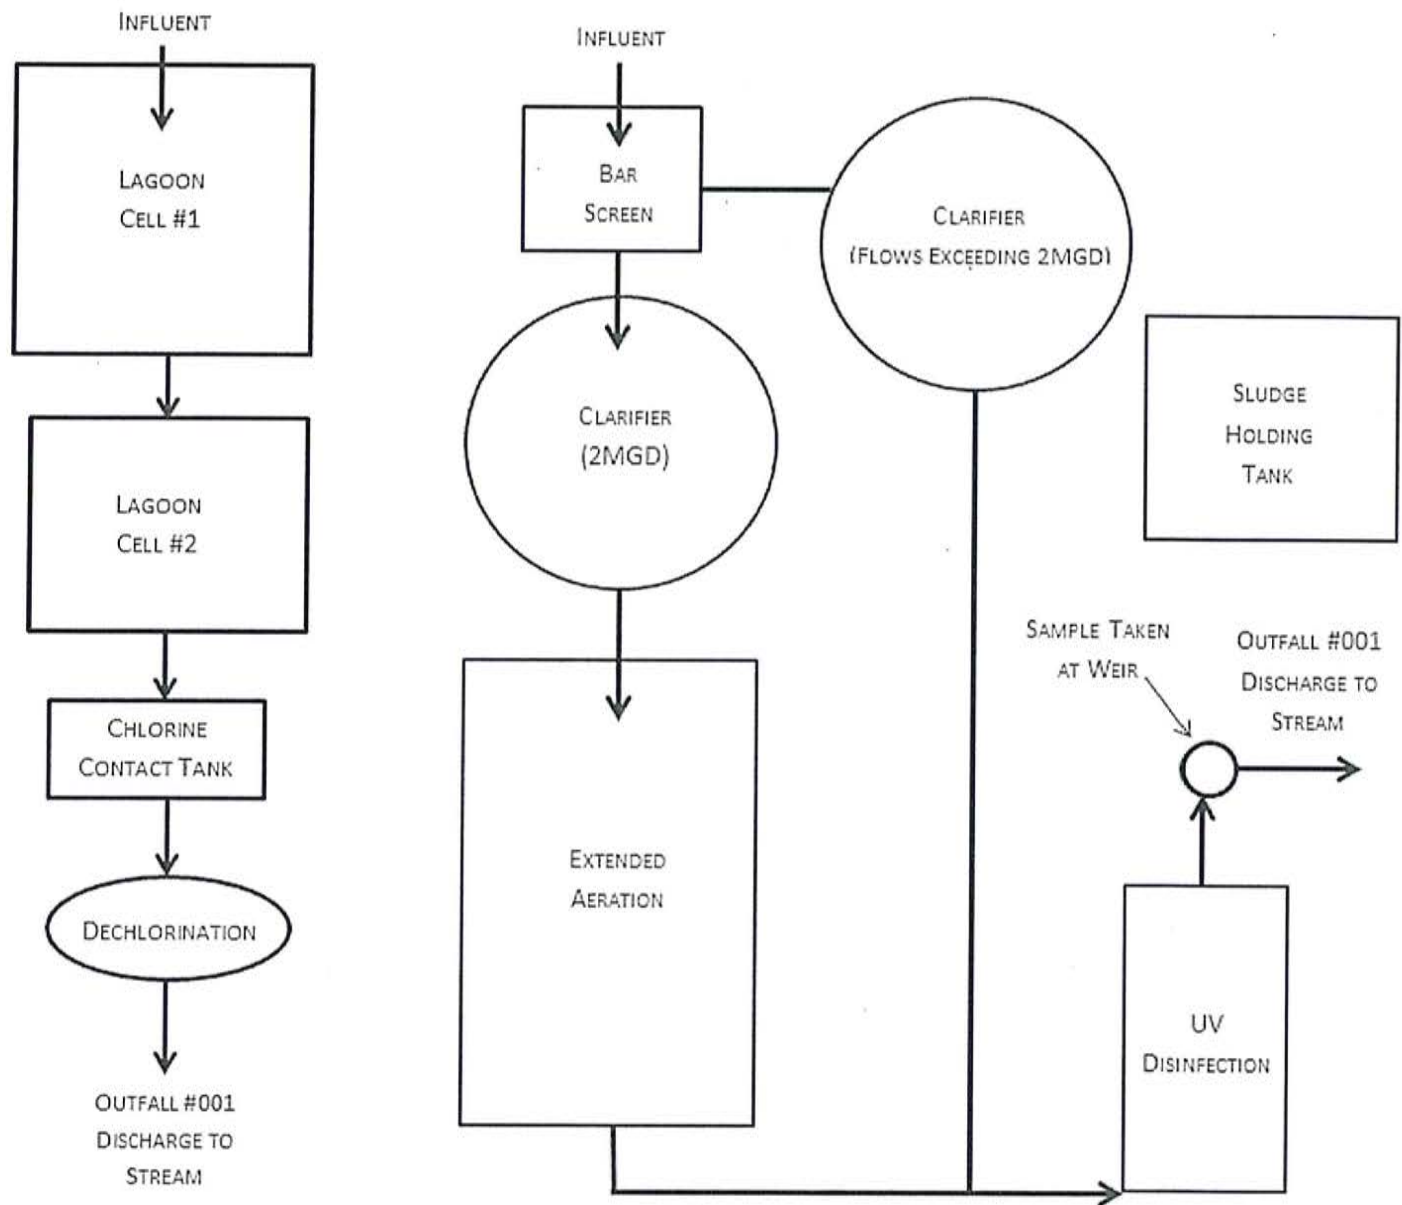 INFLUENT
LAGOON
CELL #1
LAGOON
CELL #2
CHLORINE
CONTACT TANK
DECHLORINATION
OUTFALL #001
DISCHARGE TO
STREAM
INFLUENT
BAR
SCREEN
CLARIFIER
(FLOWS EXCEEDING 2MGD)
CLARIFIER
(2MGD)
EXTENDED
AERATION
SLUDGE
HOLDING
TANK
SAMPLE TAKEN
AT WEIR
OUTFALL #001
DISCHARGE TO
STREAM
UV
DISINFECTION